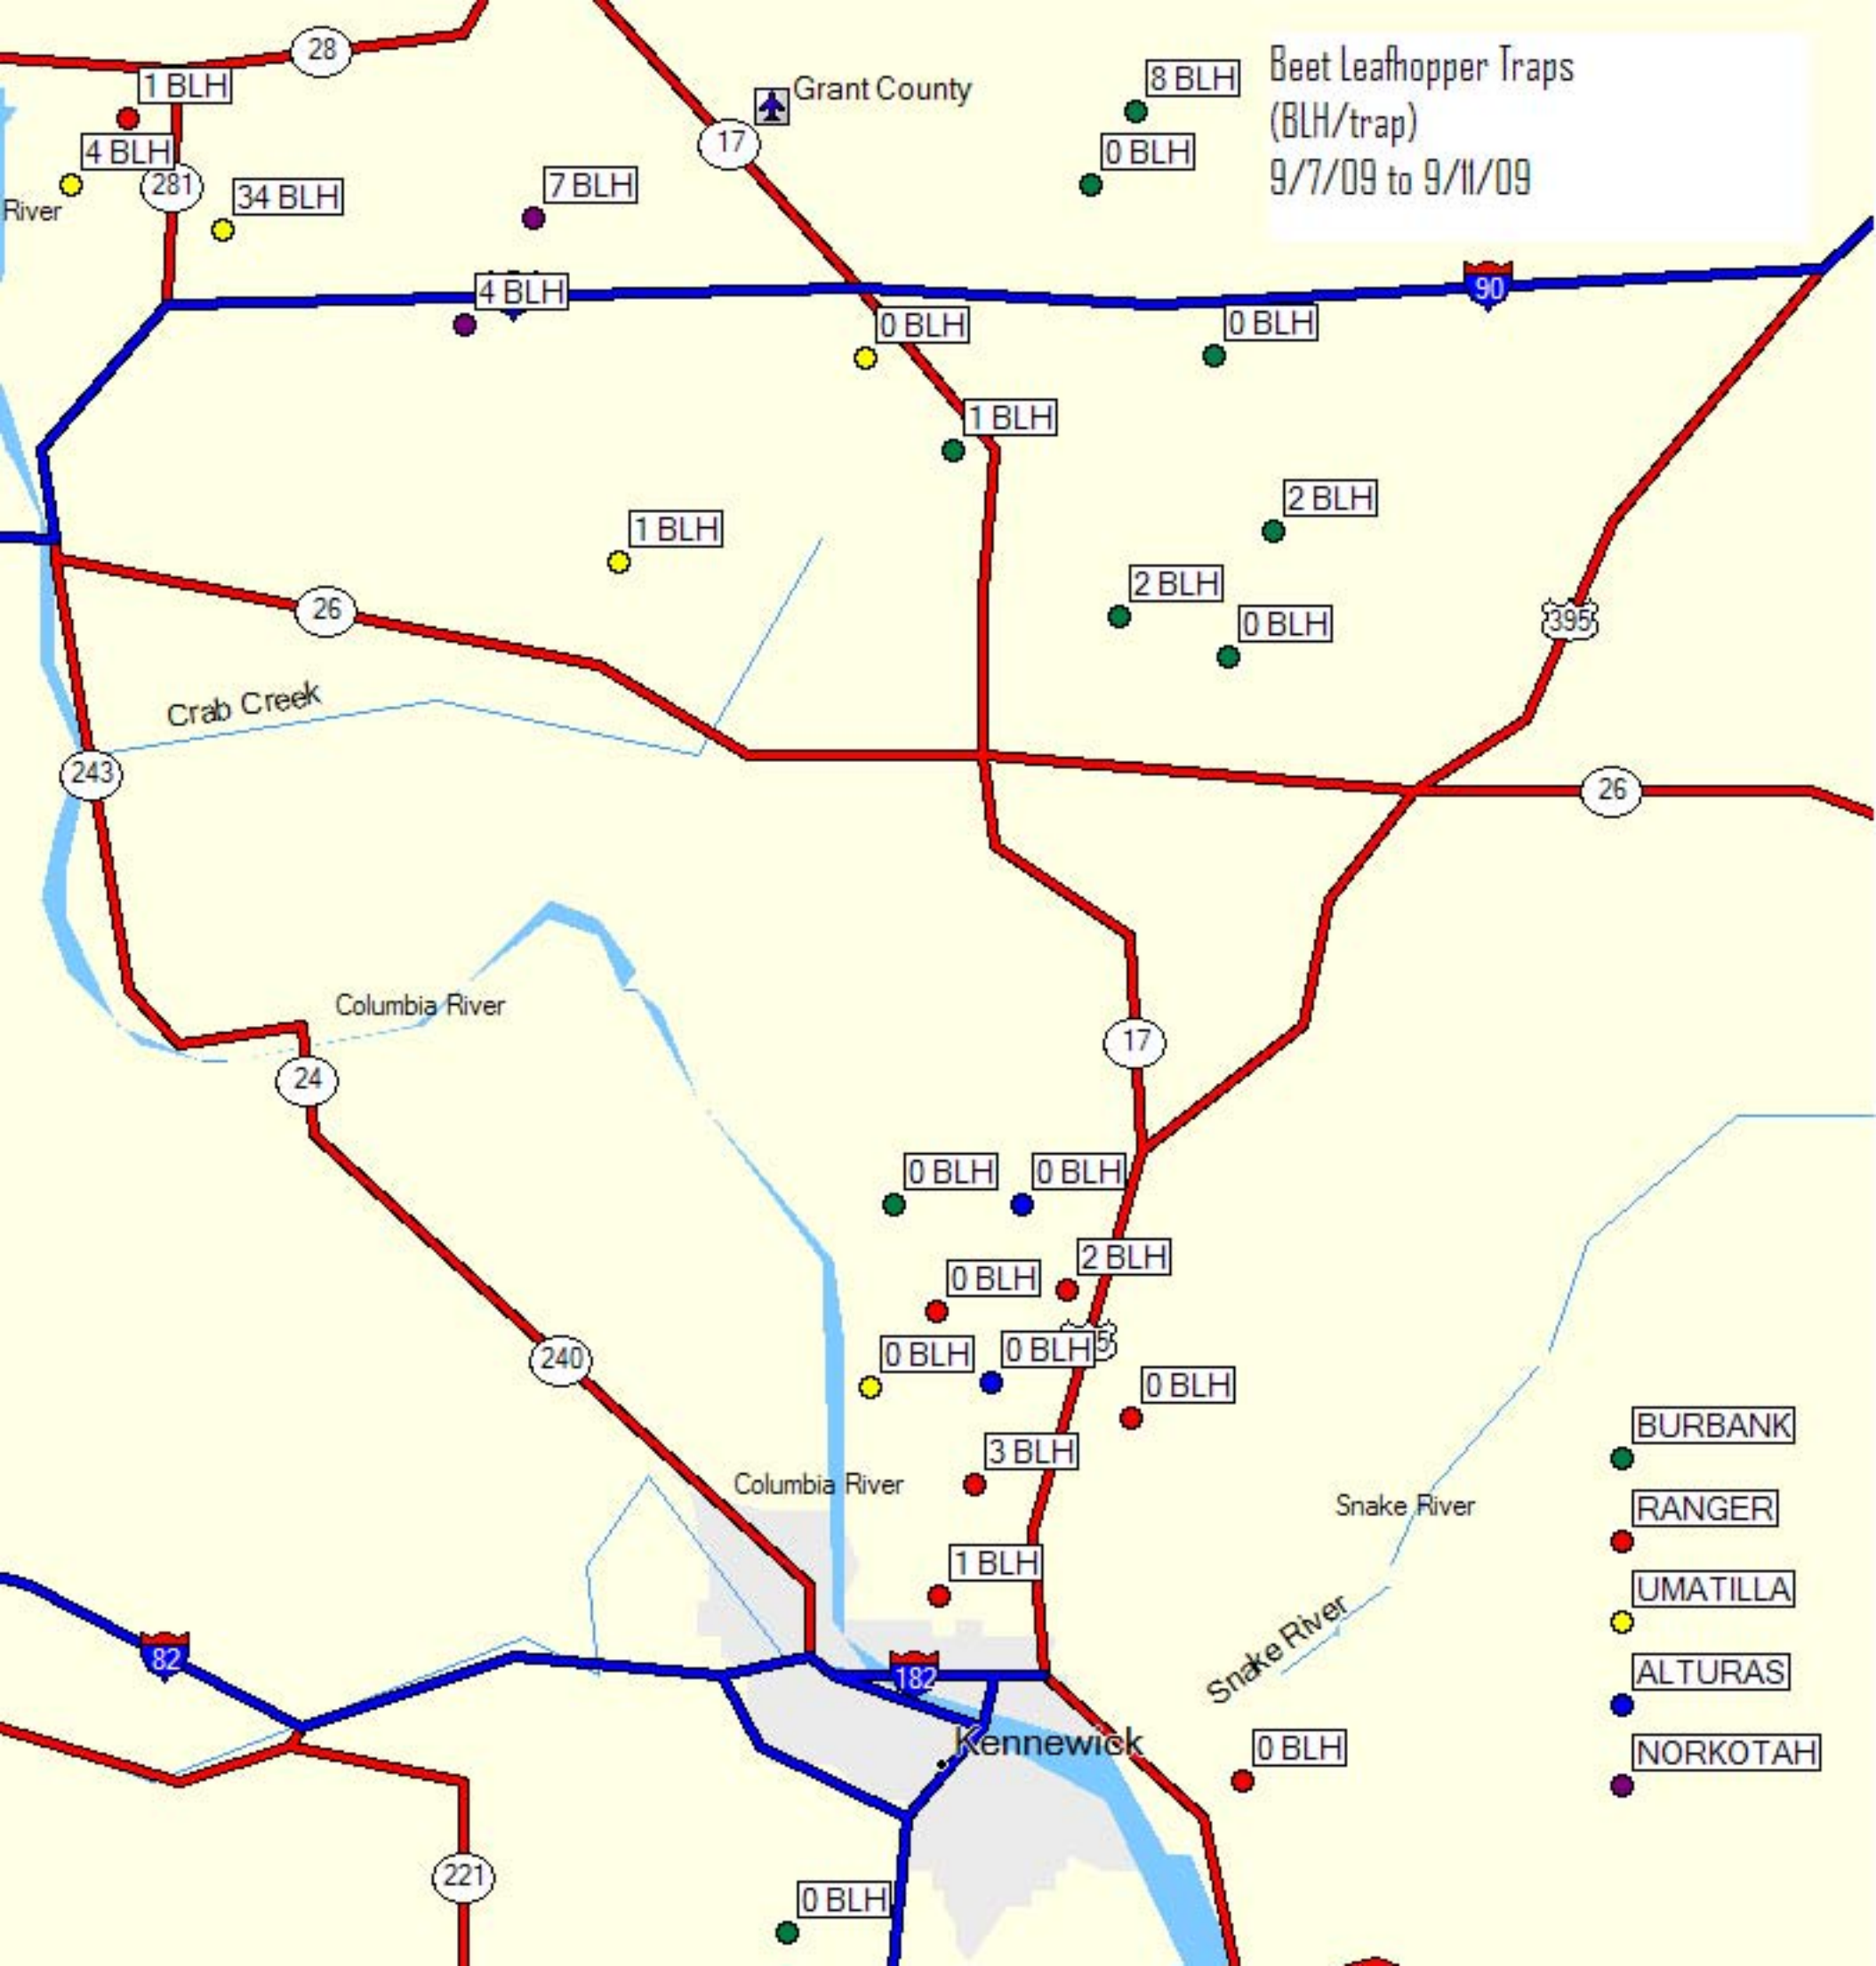 Beet Leafhopper Traps
(BLH/trap)
9/7/09 to 9/11/09
28
1 BLH
Grant County
8 BLH
17
0 BLH
4 BLH
281
River
34 BLH
7 BLH
4 BLH
90
0 BLH
0 BLH
1 BLH
2 BLH
1 BLH
2 BLH
0 BLH
26
395
Crab Creek
243
26
Columbia River
17
24
0 BLH
0 BLH
2 BLH
0 BLH
0 BLH
0 BLH
5
240
0 BLH
3 BLH
Columbia River
Snake River
1 BLH
Snake River
82
182
Kennewick
0 BLH
221
0 BLH
BURBANK
RANGER
UMATILLA
ALTURAS
NORKOTAH